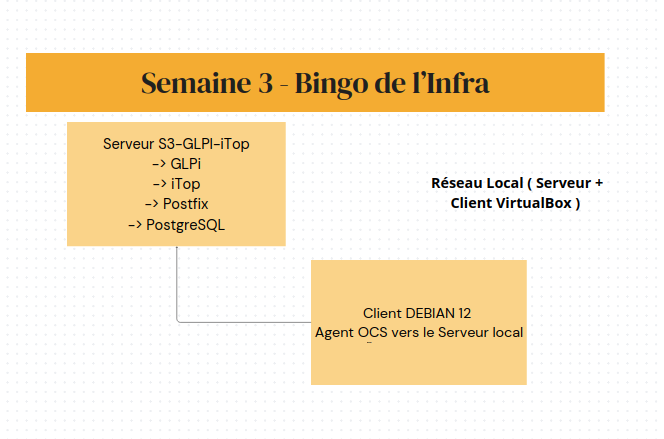 Semaine 3 - Bingo de l'Infra
Serveur S3-GLPI-iTop
-> GLPi
-> iTop
-> Postfix
-> PostgreSQL
Réseau Local ( Serveur +
Client VirtualBox )
Client DEBIAN 12
Agent OCS vers le Serveur local